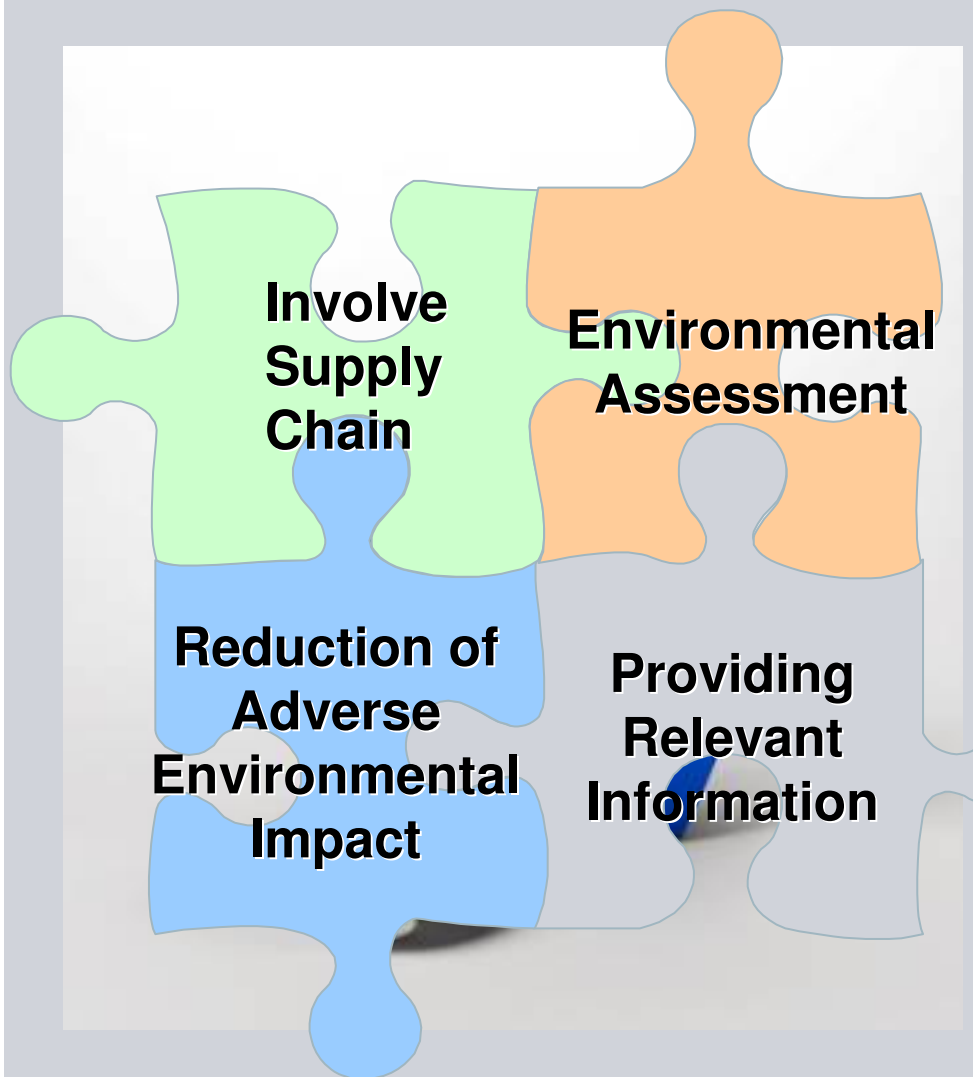 Involve
Supply
Chain
Environmental
Assessment
Reduction of
Adverse
Environmental
Impact
Providing
Relevant
Information